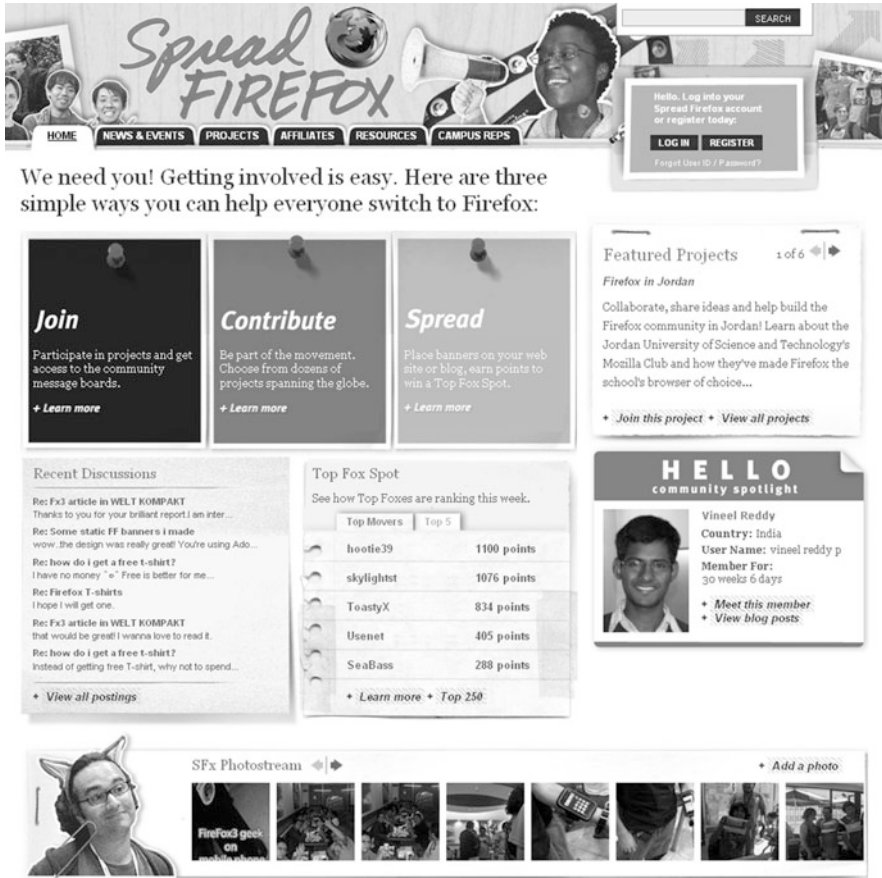 Spread
FIREFOX
SEARCH
Hello. Log into your
Spread Firefox account
or register today:
LOG IN REGISTER
Forgot User ID / Password?
HOME NEWS & EVENTS PROJECTS AFFILIATES RESOURCES CAMPUS REPS
We need you! Getting involved is easy. Here are three
simple ways you can help everyone switch to Firefox:
Join
Participate in projects and get
access to the community
message boards.
+ Learn more
Contribute
Be part of the movement.
Choose from dozens of
projects spanning the globe.
+ Learn more
Spread
Place banners on your web
site or blog, earn points to
win a Top Fox Spot.
+ Learn more
Featured Projects 1 of 6
Firefox in Jordan
Collaborate, share ideas and help build the
Firefox community in Jordan! Learn about the
Jordan University of Science and Technology's
Mozilla Club and how they've made Firefox the
school's browser of choice...
+ Join this project + View all projects
Recent Discussions
Re: Fx3 article in WELT KOMPAKT
Thanks to you for your brilliant report.I am inter...
Re: Some static FF banners i made
wow..the design was really great! You're using Ado...
Re: how do i get a free t-shirt?
I have no money ^o^ Free is better for me...
Re: Firefox T-shirts
I hope I will get one.
Re: Fx3 article in WELT KOMPAKT
that would be great! I wanna love to read it.
Re: how do i get a free t-shirt?
Instead of getting free T-shirt, why not to spend...
+ View all postings
Top Fox Spot
See how Top Foxes are ranking this week.
Top Movers Top 5
hootie39 1100 points
skylightst 1076 points
ToastyX 834 points
Usenet 405 points
SeaBass 288 points
+ Learn more + Top 250
HELLO
community spotlight
Vineel Reddy
Country: India
User Name: vineel reddy p
Member For:
30 weeks 6 days
+ Meet this member
+ View blog posts
SFx Photostream
+ Add a photo
FireFox3 geek
on
mobile phone